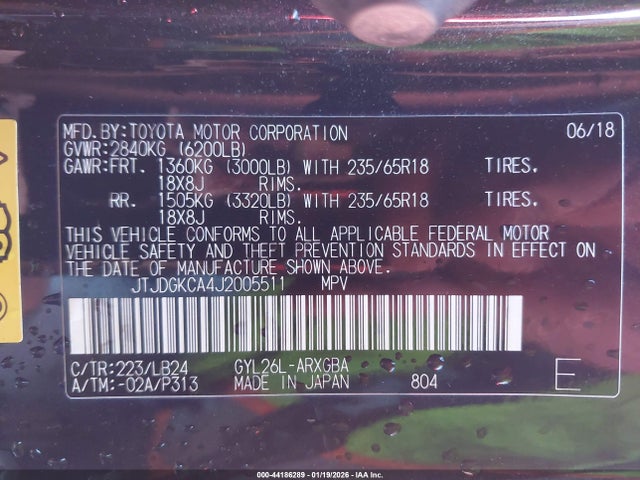 MFD.BY:TOYOTA MOTOR CORPORATION 06/18
GVWR:2840KG (6200LB)
GAWR:FRT. 1360KG (3000LB) WITH 235/65R18 TIRES.
18X8J RIMS.
RR. 1505KG (3320LB) WITH 235/65R18 TIRES.
18X8J RIMS.
THIS VEHICLE CONFORMS TO ALL APPLICABLE FEDERAL MOTOR
VEHICLE SAFETY AND THEFT PREVENTION STANDARDS IN EFFECT ON
THE DATE OF MANUFACTURE SHOWN ABOVE.
JTJDGKCA4J2005511 MPV
C/TR:223/LB24 GYL26L-ARXGBA
A/TM:-02A/P313 MADE IN JAPAN 804 E
000-44186289 - 01/19/2026 - IAA Inc.